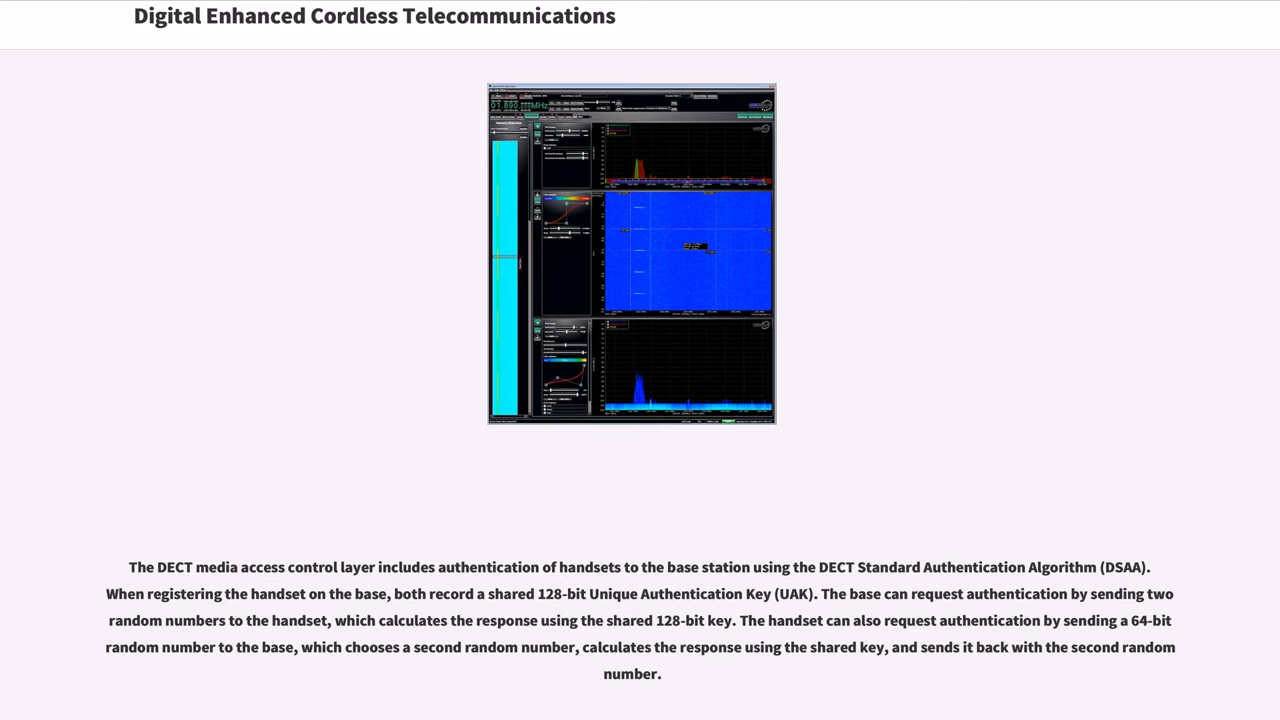 Digital Enhanced Cordless Telecommunications
The DECT media access control layer includes authentication of handsets to the base station using the DECT Standard Authentication Algorithm (DSAA).
When registering the handset on the base, both record a shared 128-bit Unique Authentication Key (UAK). The base can request authentication by sending two
random numbers to the handset, which calculates the response using the shared 128-bit key. The handset can also request authentication by sending a 64-bit
random number to the base, which chooses a second random number, calculates the response using the shared key, and sends it back with the second random
number.